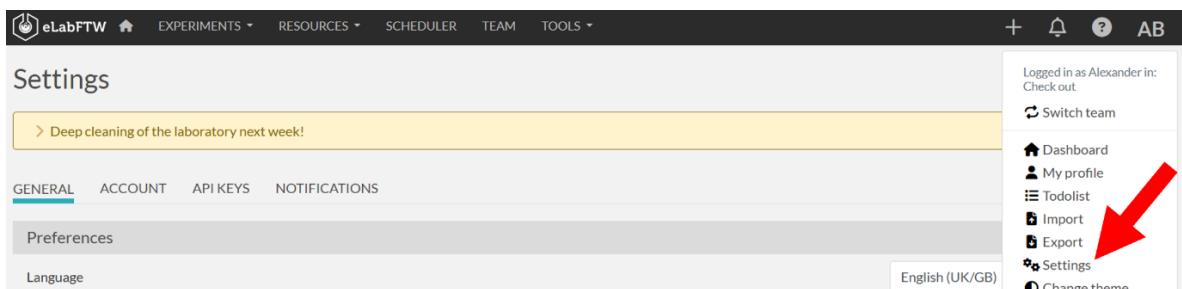 eLabFTW EXPERIMENTS RESOURCES SCHEDULER TEAM TOOLS + ? AB
Settings
Deep cleaning of the laboratory next week!
GENERAL ACCOUNT API KEYS NOTIFICATIONS
Preferences
Language English (UK/GB)
Logged in as Alexander in:
Check out
Switch team
Dashboard
My profile
Todolist
Import
Export
Settings
Change theme